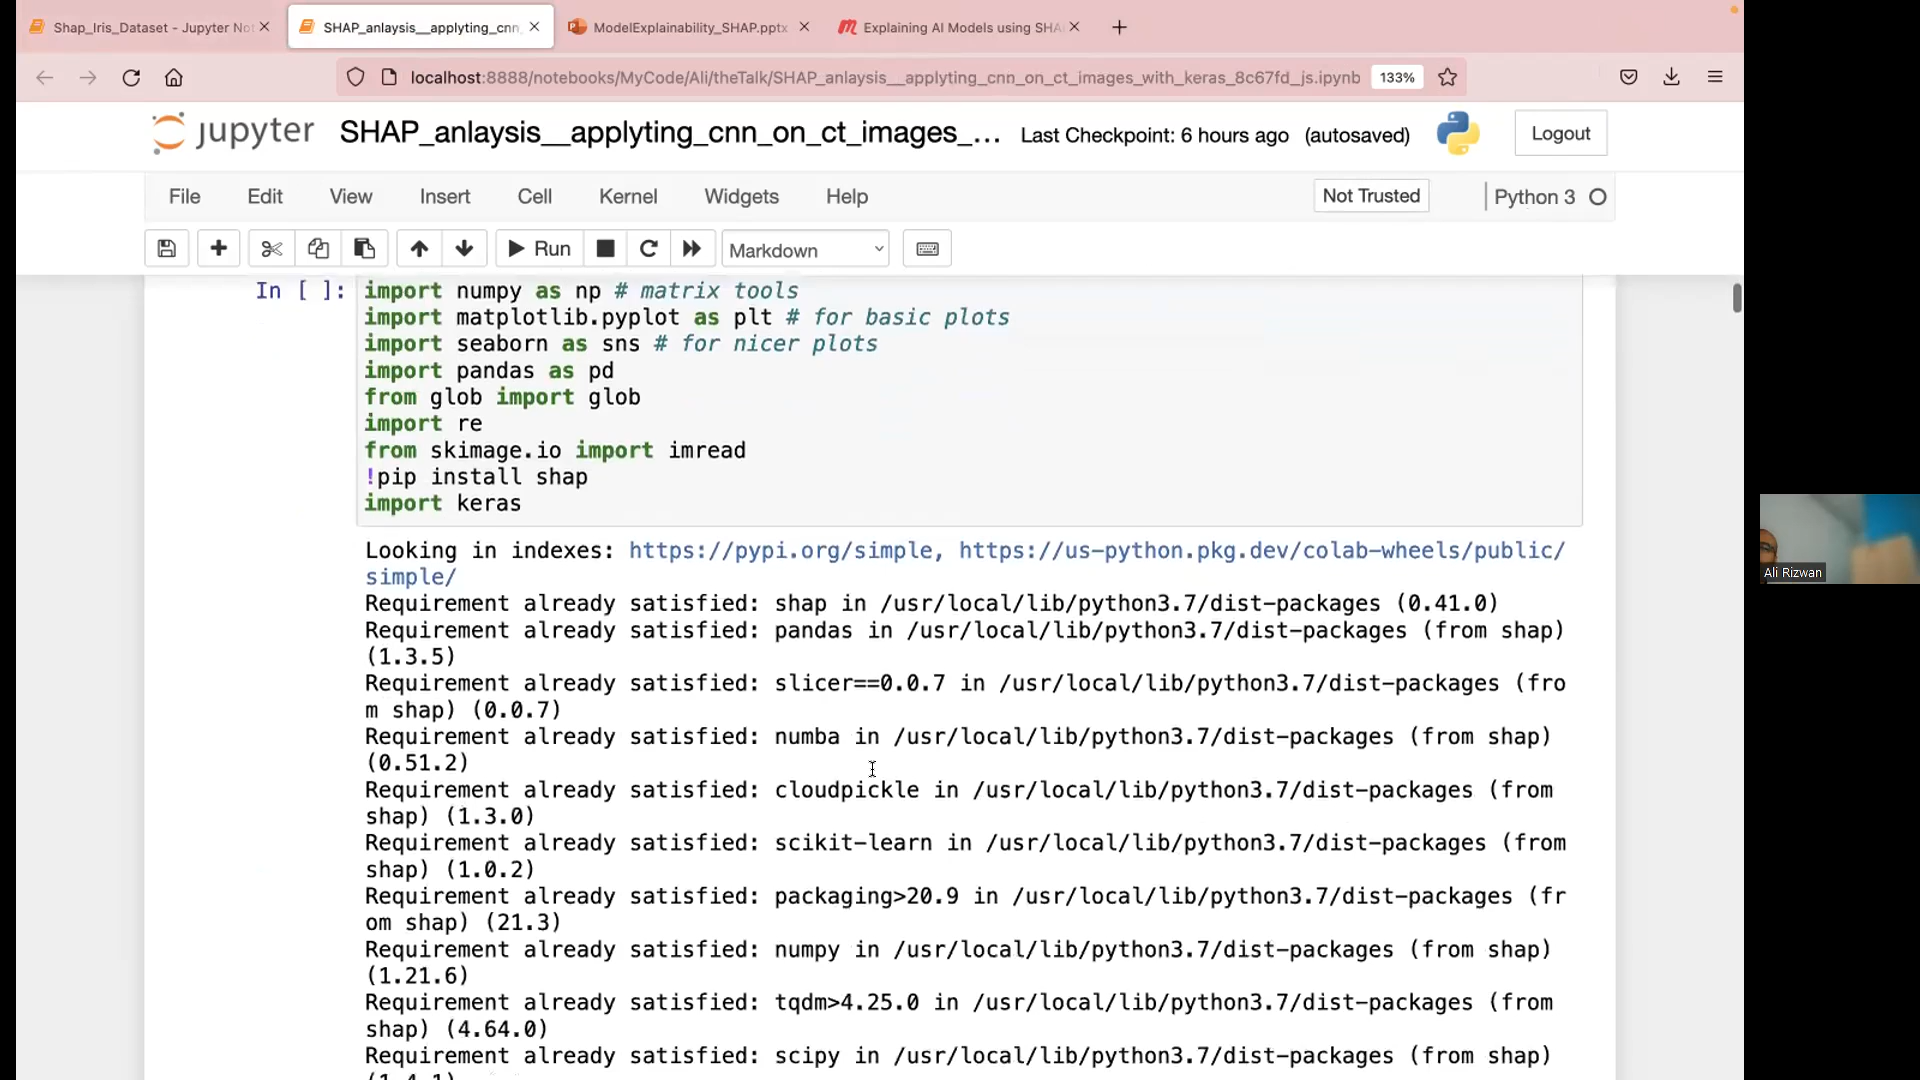 Shap_Iris_Dataset - Jupyter No
SHAP_anlaysis__applyting_cnn_
ModelExplainability_SHAP.pptx
Explaining AI Models using SHA
localhost:8888/notebooks/MyCode/Ali/theTalk/SHAP_anlaysis__applyting_cnn_on_ct_images_with_keras_8c67fd_js.ipynb
133%
jupyter
SHAP_anlaysis__applyting_cnn_on_ct_images_...
Last Checkpoint: 6 hours ago
(autosaved)
Logout
File
Edit
View
Insert
Cell
Kernel
Widgets
Help
Not Trusted
Python 3
Run
Markdown
In [ ]:
import numpy as np # matrix tools
import matplotlib.pyplot as plt # for basic plots
import seaborn as sns # for nicer plots
import pandas as pd
from glob import glob
import re
from skimage.io import imread
!pip install shap
import keras
Looking in indexes: https://pypi.org/simple, https://us-python.pkg.dev/colab-wheels/public/
simple/
Requirement already satisfied: shap in /usr/local/lib/python3.7/dist-packages (0.41.0)
Requirement already satisfied: pandas in /usr/local/lib/python3.7/dist-packages (from shap)
(1.3.5)
Requirement already satisfied: slicer==0.0.7 in /usr/local/lib/python3.7/dist-packages (fro
m shap) (0.0.7)
Requirement already satisfied: numba in /usr/local/lib/python3.7/dist-packages (from shap)
(0.51.2)
Requirement already satisfied: cloudpickle in /usr/local/lib/python3.7/dist-packages (from
shap) (1.3.0)
Requirement already satisfied: scikit-learn in /usr/local/lib/python3.7/dist-packages (from
shap) (1.0.2)
Requirement already satisfied: packaging>20.9 in /usr/local/lib/python3.7/dist-packages (fr
om shap) (21.3)
Requirement already satisfied: numpy in /usr/local/lib/python3.7/dist-packages (from shap)
(1.21.6)
Requirement already satisfied: tqdm>4.25.0 in /usr/local/lib/python3.7/dist-packages (from
shap) (4.64.0)
Requirement already satisfied: scipy in /usr/local/lib/python3.7/dist-packages (from shap)
(1.4.1)
Ali Rizwan